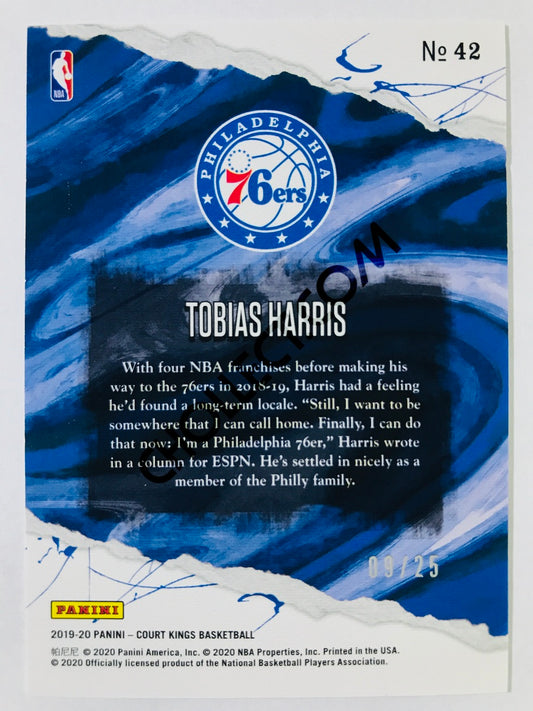 No 42
NBA
PHILADELPHIA
76ers
TOBIAS HARRIS
With four NBA franchises before making his
way to the 76ers in 2018-19, Harris had a feeling
he'd found a long-term locale. “Still, I want to be
somewhere that I can call home. Finally, I can do
that now: I'm a Philadelphia 76er,” Harris wrote
in a column for ESPN. He's settled in nicely as a
member of the Philly family.
09/25
PANINI
2019-20 PANINI – COURT KINGS BASKETBALL
帕尼尼 © 2020 Panini America, Inc. © 2020 NBA Properties, Inc. Printed in the USA.
© 2020 Officially licensed product of the National Basketball Players Association.